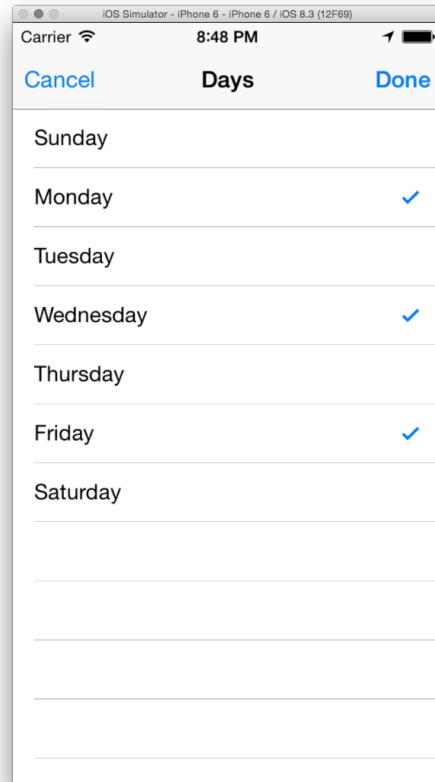 iOS Simulator - iPhone 6 - iPhone 6 / iOS 8.3 (12F69)
Carrier 8:48 PM
Cancel Days Done
Sunday
Monday
Tuesday
Wednesday
Thursday
Friday
Saturday